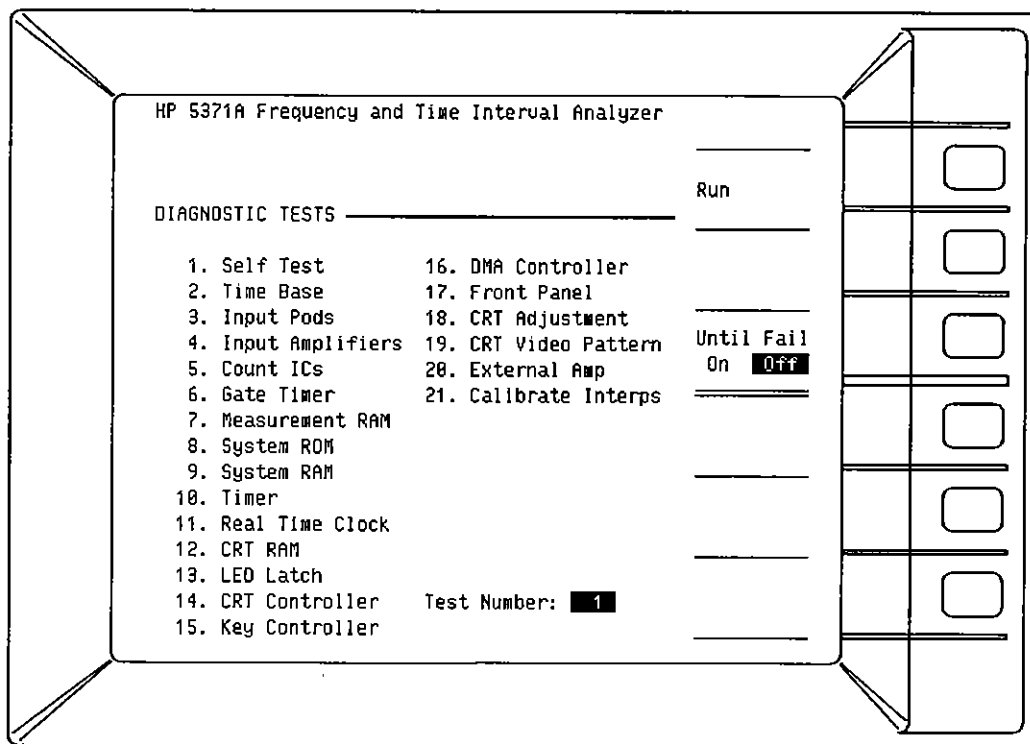 HP 5371A Frequency and Time Interval Analyzer
Run
DIAGNOSTIC TESTS
1. Self Test
2. Time Base
3. Input Pods
4. Input Amplifiers
5. Count ICs
6. Gate Timer
7. Measurement RAM
8. System ROM
9. System RAM
10. Timer
11. Real Time Clock
12. CRT RAM
13. LED Latch
14. CRT Controller
15. Key Controller
16. DMA Controller
17. Front Panel
18. CRT Adjustment
19. CRT Video Pattern
20. External Amp
21. Calibrate Interps
Test Number: 1
Until Fail
On Off